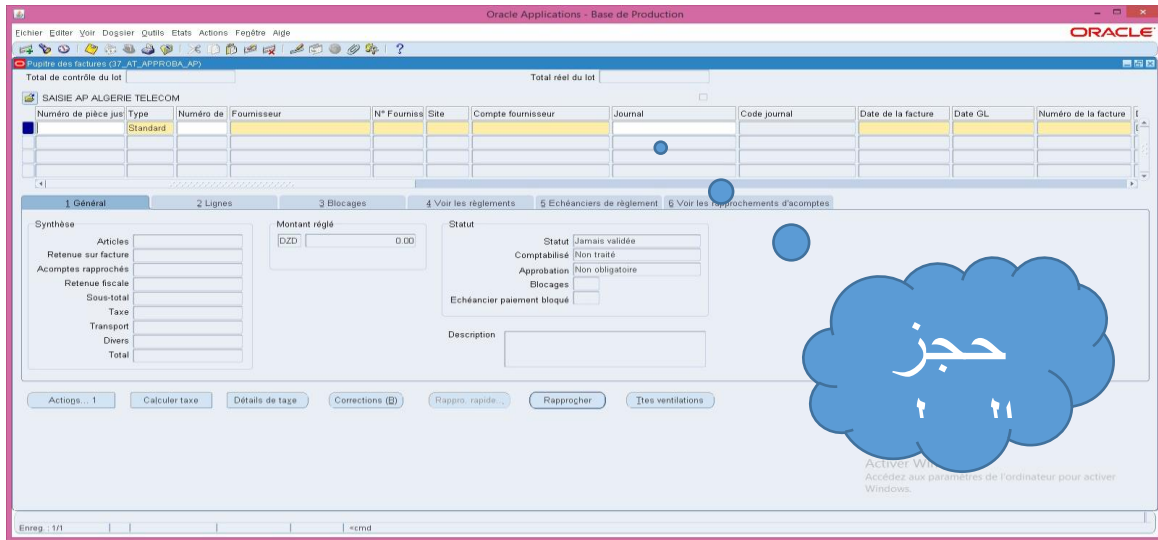 Oracle Applications - Base de Production
Fichier Editer Voir Dossier Outils Etats Actions Fenêtre Aide
ORACLE
?
Pupitre des factures (37_AT_APPROBA_AP)
Total de contrôle du lot
Total réel du lot
SAISIE AP ALGERIE TELECOM
Numéro de pièce jus Type Numéro de Fournisseur N° Fourniss Site Compte fournisseur Journal Code journal Date de la facture Date GL Numéro de la facture
Standard
1 Général 2 Lignes 3 Blocages 4 Voir les règlements 5 Echéanciers de règlement 6 Voir les rapprochements d'acomptes
Synthèse
Articles
Retenue sur facture
Acomptes rapprochés
Retenue fiscale
Sous-total
Taxe
Transport
Divers
Total
Montant réglé
DZD 0.00
Statut
Statut Jamais validée
Comptabilisé Non traité
Approbation Non obligatoire
Blocages
Echéancier paiement bloqué
Description
حجز
Actions... 1 Calculer taxe Détails de taxe Corrections (B) Rappro. rapide... Rapprocher Ttes ventilations
Activer Win
Accédez aux paramètres de l'ordinateur pour activer
Windows.
Enreg. : 1/1 «cmd